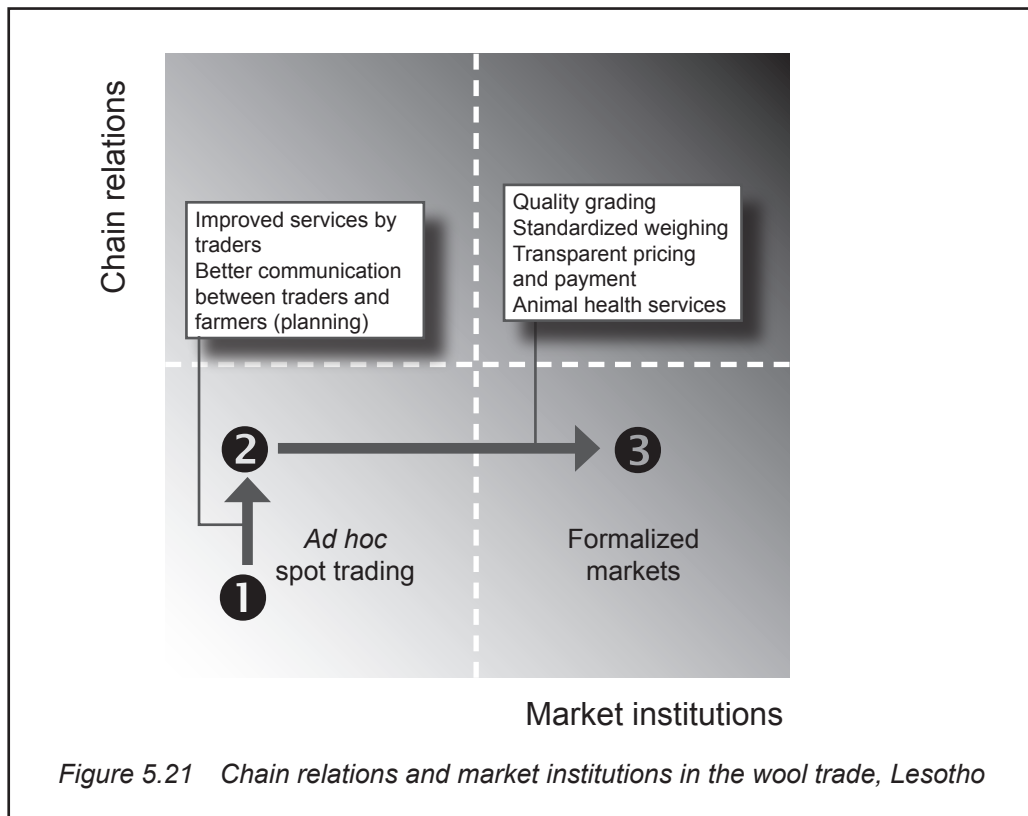 Chain relations
Improved services by
traders
Better communication
between traders and
farmers (planning)
Quality grading
Standardized weighing
Transparent pricing
and payment
Animal health services
2
3
Ad hoc
spot trading
Formalized
markets
1
Market institutions
Figure 5.21 Chain relations and market institutions in the wool trade, Lesotho